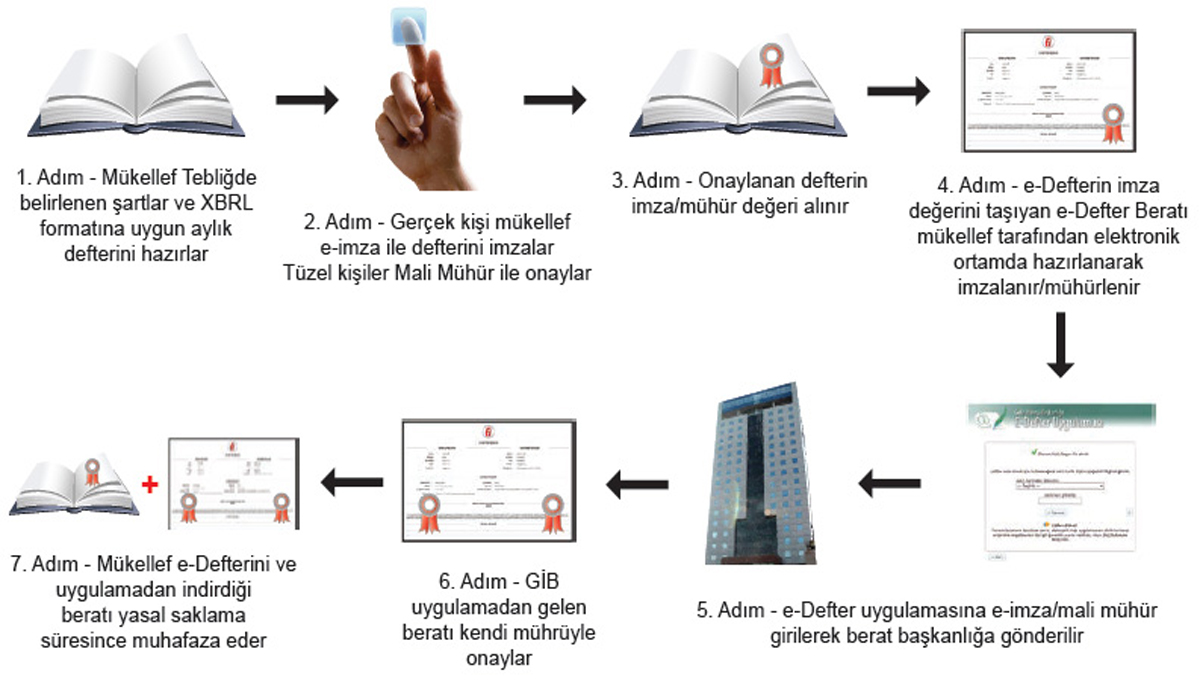 1. Adım - Mükellef Tebliğde
belirlenen şartlar ve XBRL
formatına uygun aylık
defterini hazırlar
2. Adım - Gerçek kişi mükellef
e-imza ile defterini imzalar
Tüzel kişiler Mali Mühür ile onaylar
3. Adım - Onaylanan defterin
imza/mühür değeri alınır
4. Adım - e-Defterin imza
değerini taşıyan e-Defter Beratı
mükellef tarafından elektronik
ortamda hazırlanarak
imzalanır/mühürlenir
E-Defter Uygulaması
5. Adım - e-Defter uygulamasına e-imza/mali mühür
girilerek berat başkanlığa gönderilir
6. Adım - GİB
uygulamadan gelen
beratı kendi mührüyle
onaylar
+
7. Adım - Mükellef e-Defterini ve
uygulamadan indirdiği
beratı yasal saklama
süresince muhafaza eder